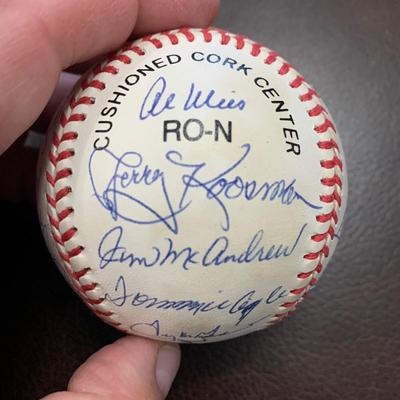 CUSHIONED CORK CENTER
Al Weis
RO-N
Jerry Koosman
Jim McAndrew
Tommie Agee